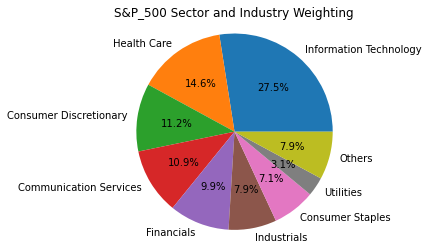 S&P_500 Sector and Industry Weighting
Information Technology
27.5%
Health Care
14.6%
Consumer Discretionary
11.2%
Communication Services
10.9%
Financials
9.9%
Industrials
7.9%
Consumer Staples
7.1%
Utilities
3.1%
Others
7.9%